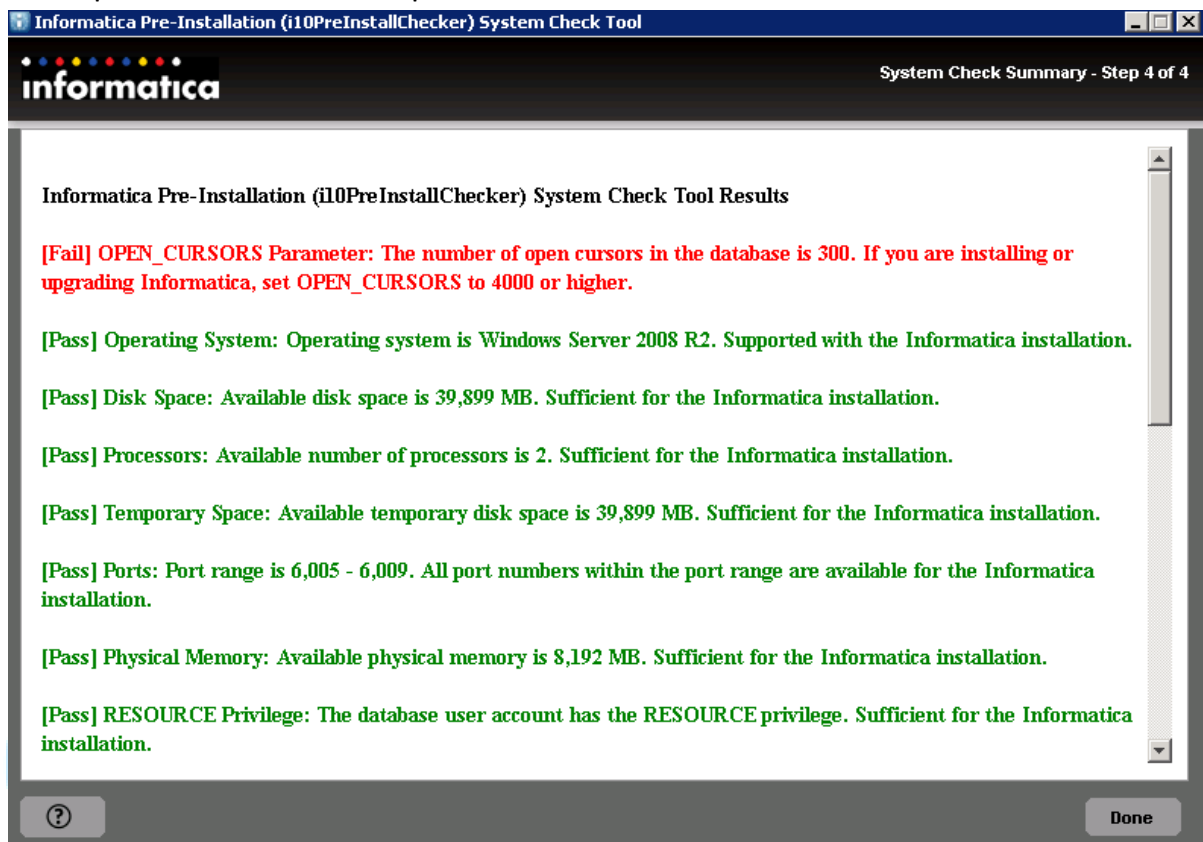 Informatica Pre-Installation (i10PreInstallChecker) System Check Tool
informatica
System Check Summary - Step 4 of 4
Informatica Pre-Installation (i10PreInstallChecker) System Check Tool Results
[Fail] OPEN_CURSORS Parameter: The number of open cursors in the database is 300. If you are installing or
upgrading Informatica, set OPEN_CURSORS to 4000 or higher.
[Pass] Operating System: Operating system is Windows Server 2008 R2. Supported with the Informatica installation.
[Pass] Disk Space: Available disk space is 39,899 MB. Sufficient for the Informatica installation.
[Pass] Processors: Available number of processors is 2. Sufficient for the Informatica installation.
[Pass] Temporary Space: Available temporary disk space is 39,899 MB. Sufficient for the Informatica installation.
[Pass] Ports: Port range is 6,005 - 6,009. All port numbers within the port range are available for the Informatica
installation.
[Pass] Physical Memory: Available physical memory is 8,192 MB. Sufficient for the Informatica installation.
[Pass] RESOURCE Privilege: The database user account has the RESOURCE privilege. Sufficient for the Informatica
installation.
?
Done